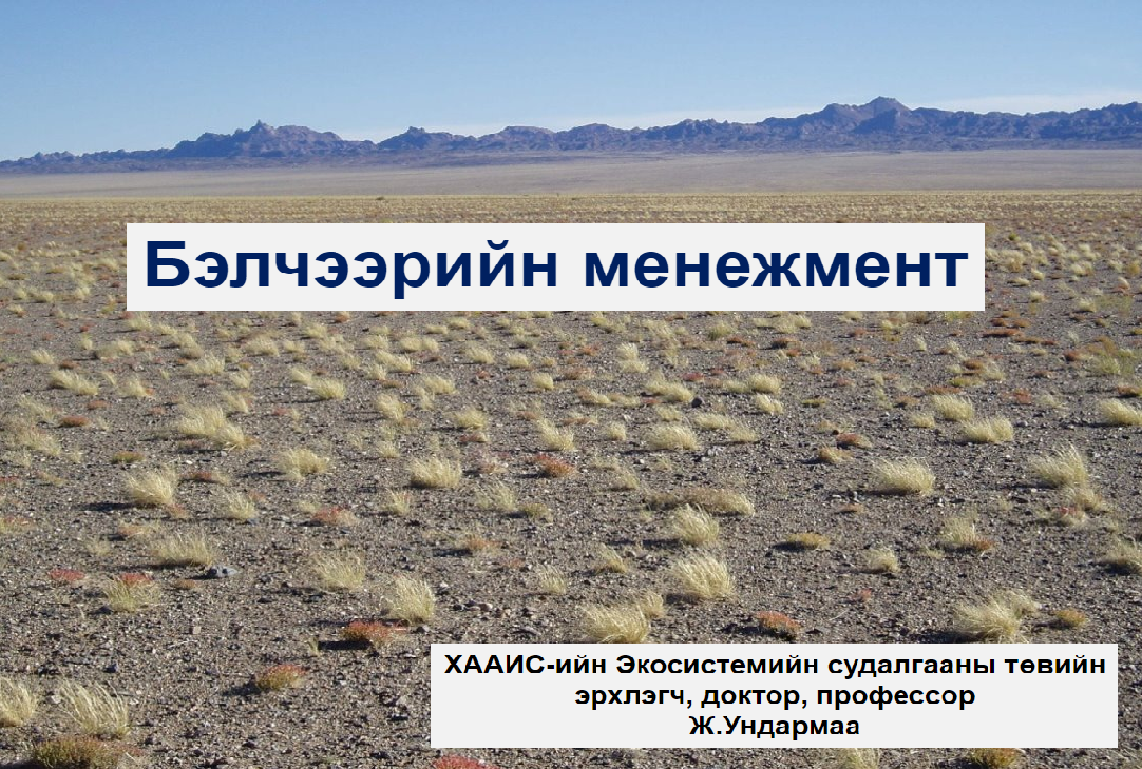 Бэлчээрийн менежмент
ХААИС-ийн Экосистемийн судалгааны төвийн
эрхлэгч, доктор, профессор
Ж.Ундармаа